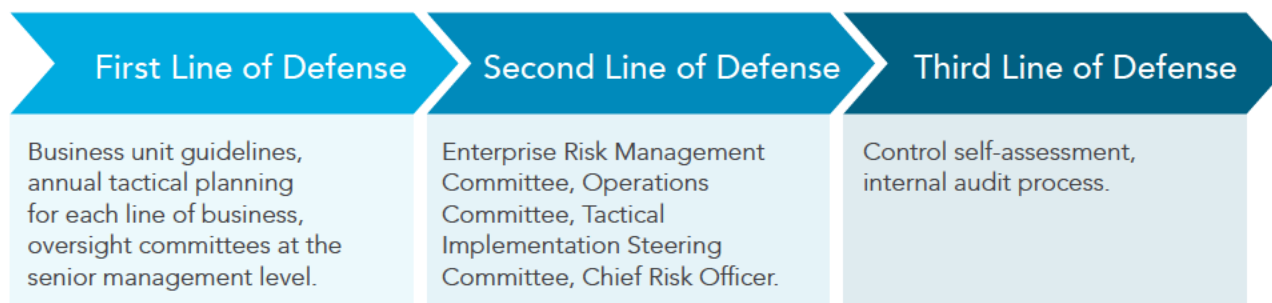 First Line of Defense
Business unit guidelines,
annual tactical planning
for each line of business,
oversight committees at the
senior management level.
Second Line of Defense
Enterprise Risk Management
Committee, Operations
Committee, Tactical
Implementation Steering
Committee, Chief Risk Officer.
Third Line of Defense
Control self-assessment,
internal audit process.